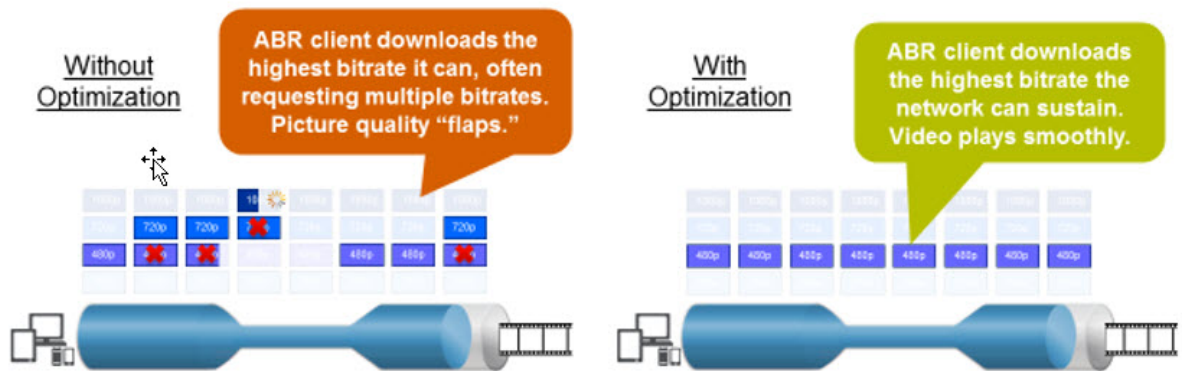 Without
Optimization
ABR client downloads the
highest bitrate it can, often
requesting multiple bitrates.
Picture quality “flaps.”
720p 720p 720p
480p 480p 480p
With
Optimization
ABR client downloads
the highest bitrate the
network can sustain.
Video plays smoothly.
480p 480p 480p 480p 480p 480p 480p 480p